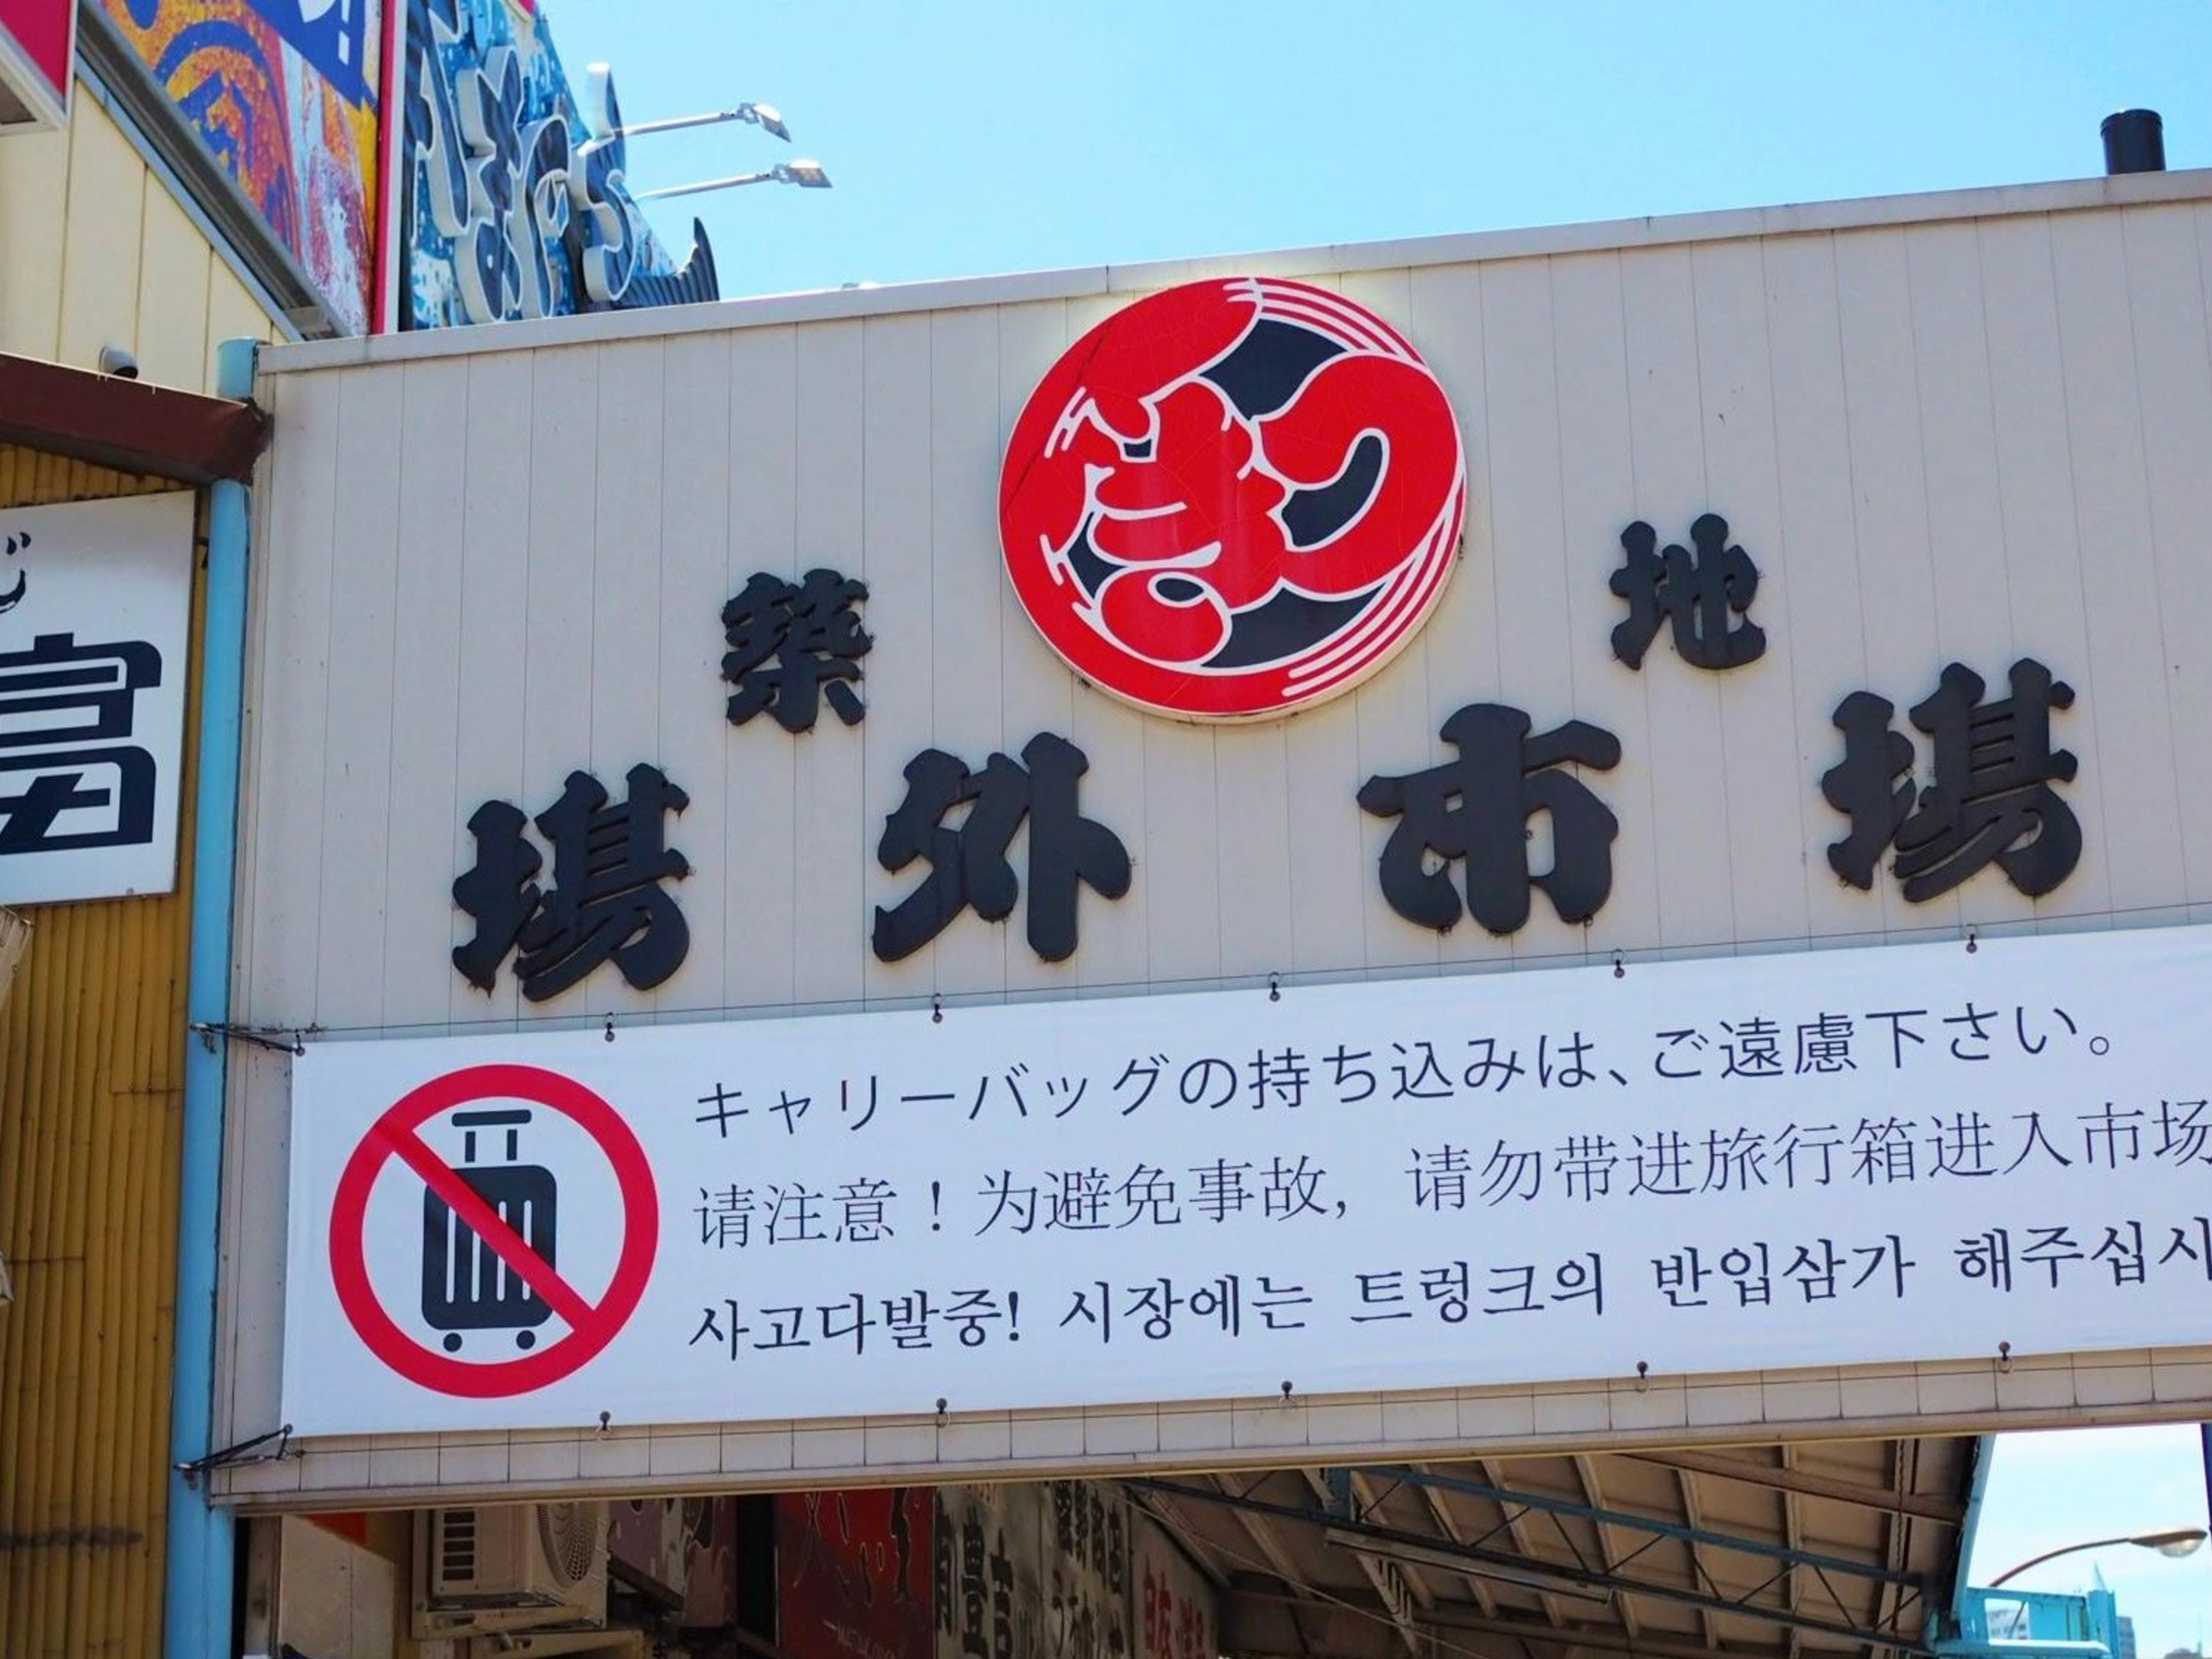 築地
場外市場
キャリーバッグの持ち込みは、ご遠慮下さい。
请注意！为避免事故，请勿带进旅行箱进入市场
사고다발중! 시장에는 트렁크의 반입삼가 해주십시
じ
富